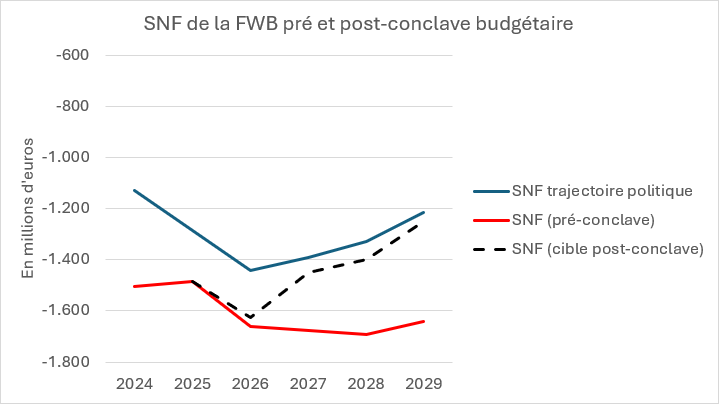 SNF de la FWB pré et post-conclave budgétaire
En millions d'euros
-600
-800
-1.000
-1.200
-1.400
-1.600
-1.800
2024 2025 2026 2027 2028 2029
SNF trajectoire politique
SNF (pré-conclave)
SNF (cible post-conclave)